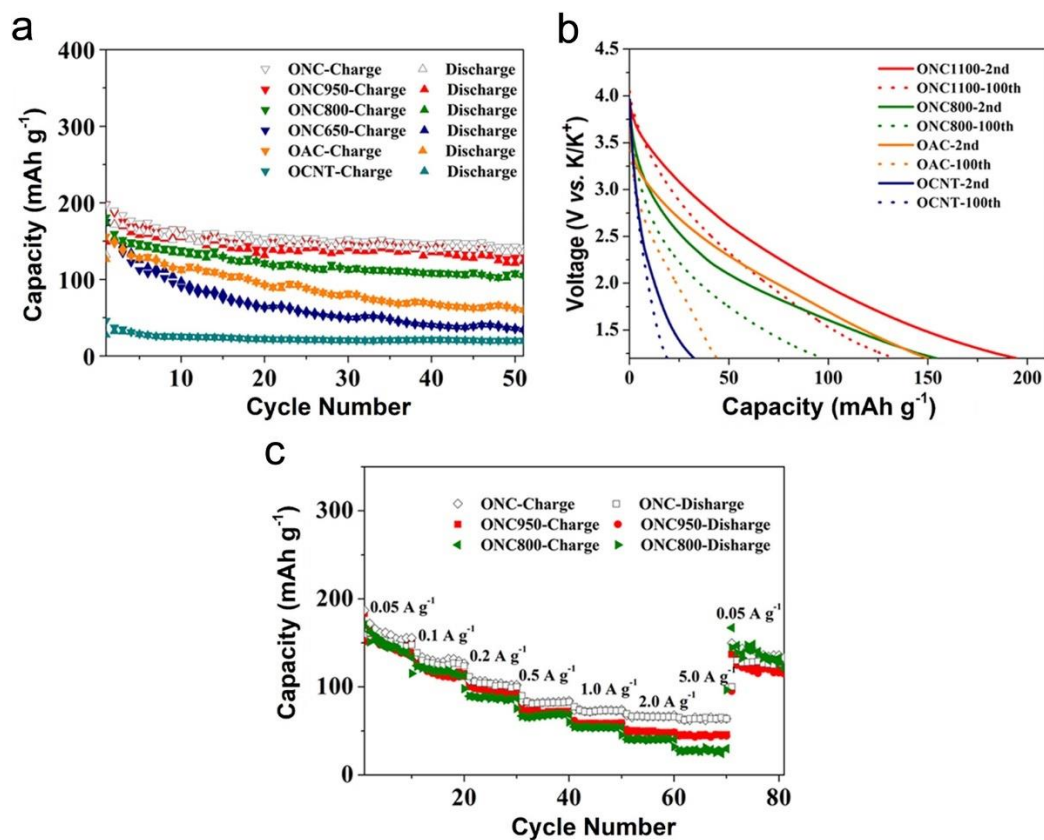 a
400
300
200
100
0
Capacity (mAh g⁻¹)
ONC-Charge Discharge
ONC950-Charge Discharge
ONC800-Charge Discharge
ONC650-Charge Discharge
OAC-Charge Discharge
OCNT-Charge Discharge
10 20 30 40 50
Cycle Number
b
4.5
4.0
3.5
3.0
2.5
2.0
1.5
Voltage (V vs. K/K⁺)
ONC1100-2nd
ONC1100-100th
ONC800-2nd
ONC800-100th
OAC-2nd
OAC-100th
OCNT-2nd
OCNT-100th
0 50 100 150 200
Capacity (mAh g⁻¹)
c
300
200
100
0
Capacity (mAh g⁻¹)
ONC-Charge ONC-Disharge
ONC950-Charge ONC950-Disharge
ONC800-Charge ONC800-Disharge
0.05 A g⁻¹
0.1 A g⁻¹
0.2 A g⁻¹
0.5 A g⁻¹
1.0 A g⁻¹
2.0 A g⁻¹
5.0 A g⁻¹
0.05 A g⁻¹
20 40 60 80
Cycle Number